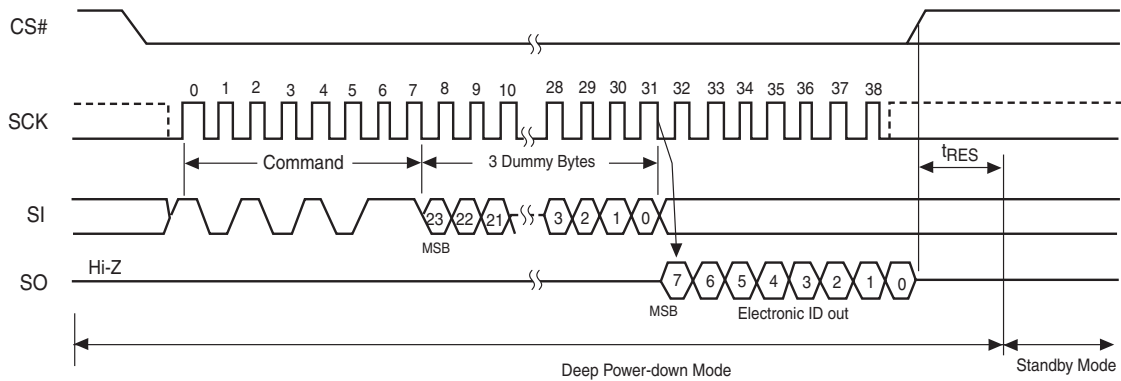 CS#
0 1 2 3 4 5 6 7 8 9 10 28 29 30 31 32 33 34 35 36 37 38
SCK
Command
3 Dummy Bytes
tRES
SI
23 22 21 3 2 1 0
MSB
Hi-Z
SO
7 6 5 4 3 2 1 0
MSB
Electronic ID out
Deep Power-down Mode
Standby Mode